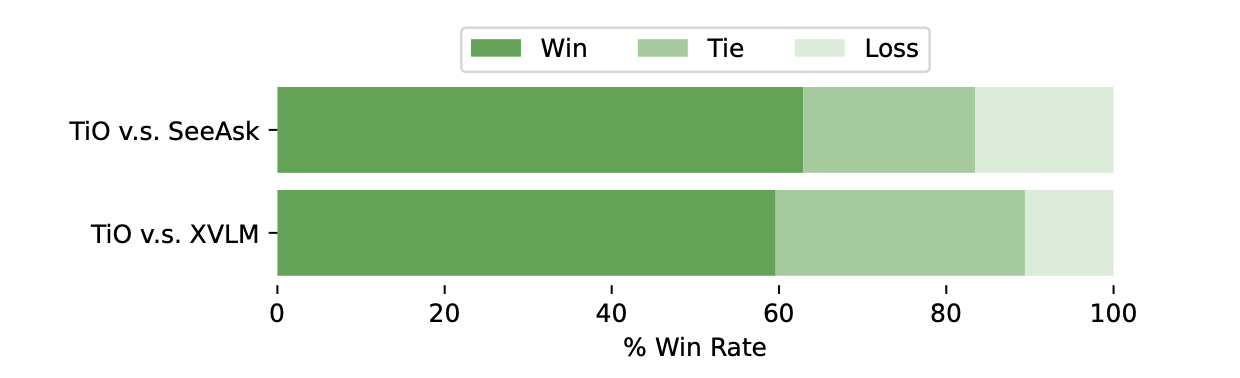 Win Tie Loss
TiO v.s. SeeAsk
TiO v.s. XVLM
0 20 40 60 80 100
% Win Rate